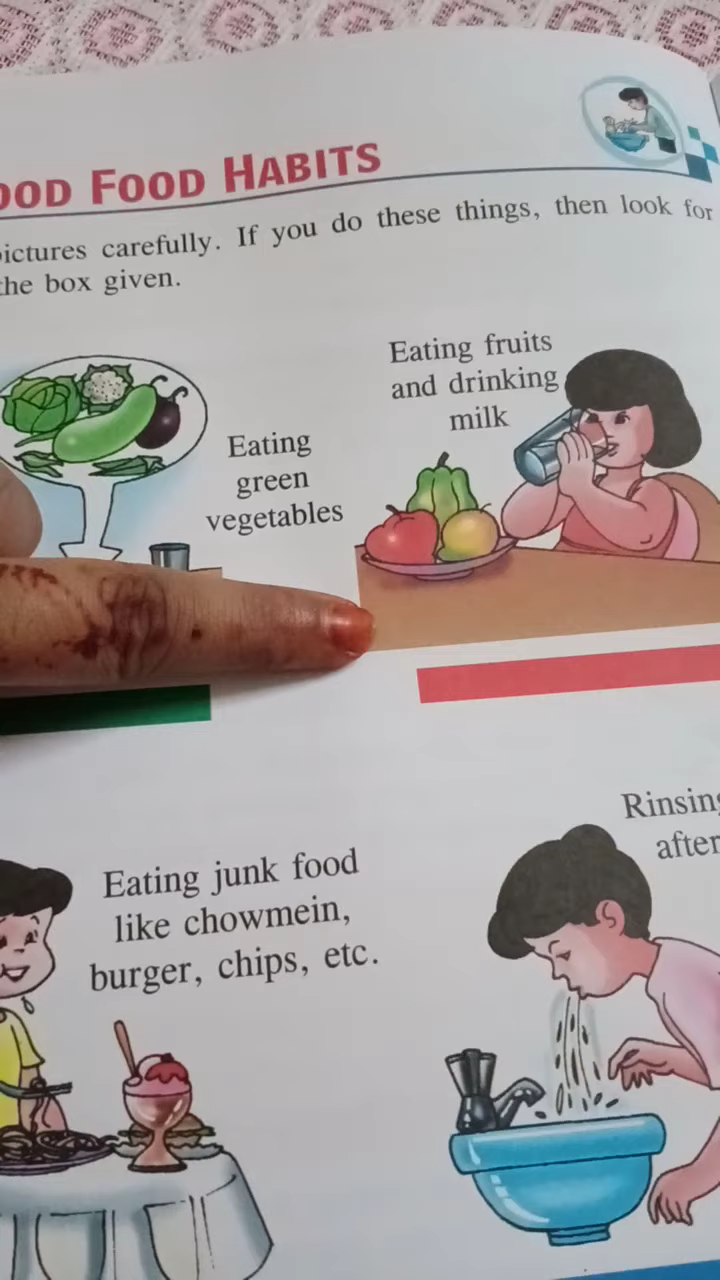 OOD FOOD HABITS
pictures carefully. If you do these things, then look for
the box given.
Eating fruits
and drinking
milk
Eating
green
vegetables
Eating junk food
like chowmein,
burger, chips, etc.
Rinsing
after